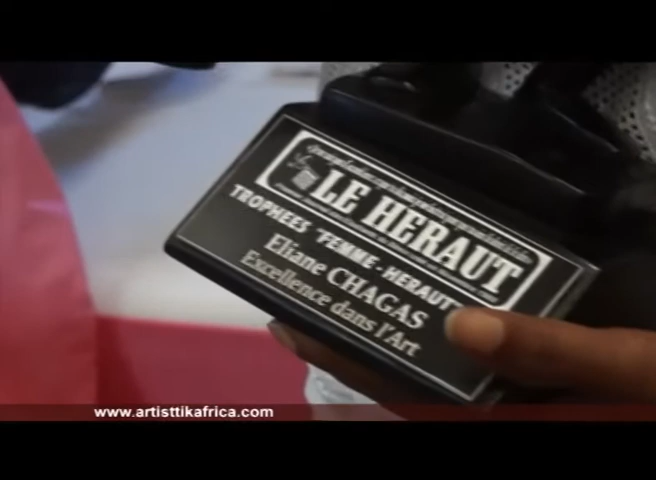 LE HERAUT
TROPHEES "FEMME-HERAUT
Eliane CHAGAS
Excellence dans l'Art
www.artisttikafrica.com